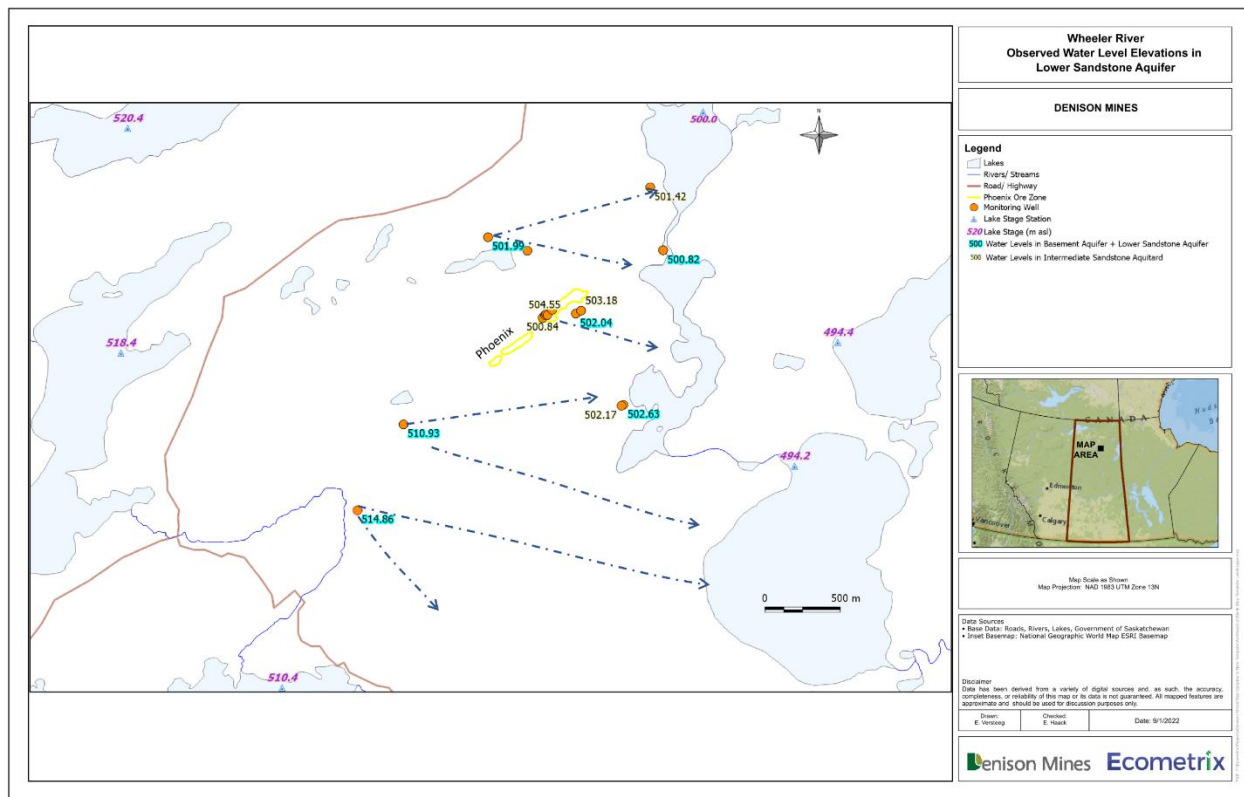 Wheeler River
Observed Water Level Elevations in
Lower Sandstone Aquifer
DENISON MINES
Legend
Lakes
Rivers/ Streams
Road/ Highway
Phoenix Ore Zone
Monitoring Wall
Lake Stage Station
520 Lake Stage (m asl)
500 Water Levels in Basement Aquifer + Lower Sandstone Aquifer
500 Water Levels in Intermediate Sandstone Aquitard
520.4
500.0
N
501.42
501.99
500.82
504.55
503.18
500.84
502.04
Phoenix
494.4
518.4
502.17
502.63
510.93
494.2
514.86
0 500 m
510.4
CANADA
MAP
AREA
Edmonton
Calgary
Vancouver
Map Scale as Shown
Map Projection: NAD 1983 UTM Zone 13N
Data Sources
• Base Data: Roads, Rivers, Lakes, Government of Saskatchewan
• Inset Basemap: National Geographic World Map ESRI Basemap
Disclaimer
Data has been derived from a variety of digital sources and, as such, the accuracy,
completeness, or reliability of this map or its data is not guaranteed. All mapped features are
approximate and should be used for discussion purposes only.
Drawn:
E. Versteeg
Checked:
E. Haack
Date: 9/1/2022
Denison Mines
Ecometrix